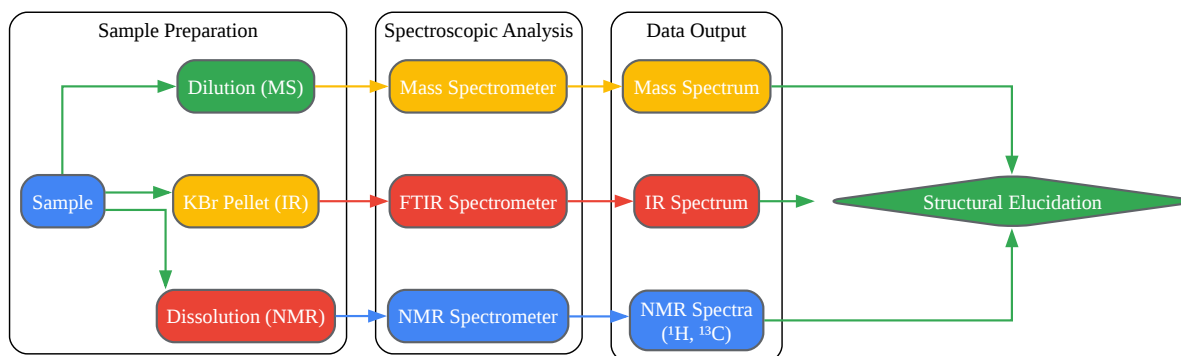 Sample Preparation
Spectroscopic Analysis
Data Output
Dilution (MS)
Mass Spectrometer
Mass Spectrum
Sample
KBr Pellet (IR)
FTIR Spectrometer
IR Spectrum
Structural Elucidation
Dissolution (NMR)
NMR Spectrometer
NMR Spectra
(¹H, ¹³C)